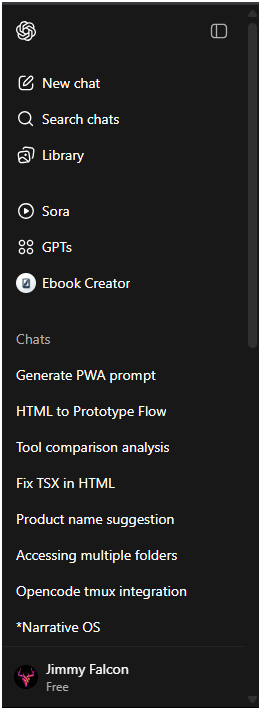 New chat
Search chats
Library
Sora
GPTs
Ebook Creator
Chats
Generate PWA prompt
HTML to Prototype Flow
Tool comparison analysis
Fix TSX in HTML
Product name suggestion
Accessing multiple folders
Opencode tmux integration
*Narrative OS
Jimmy Falcon
Free